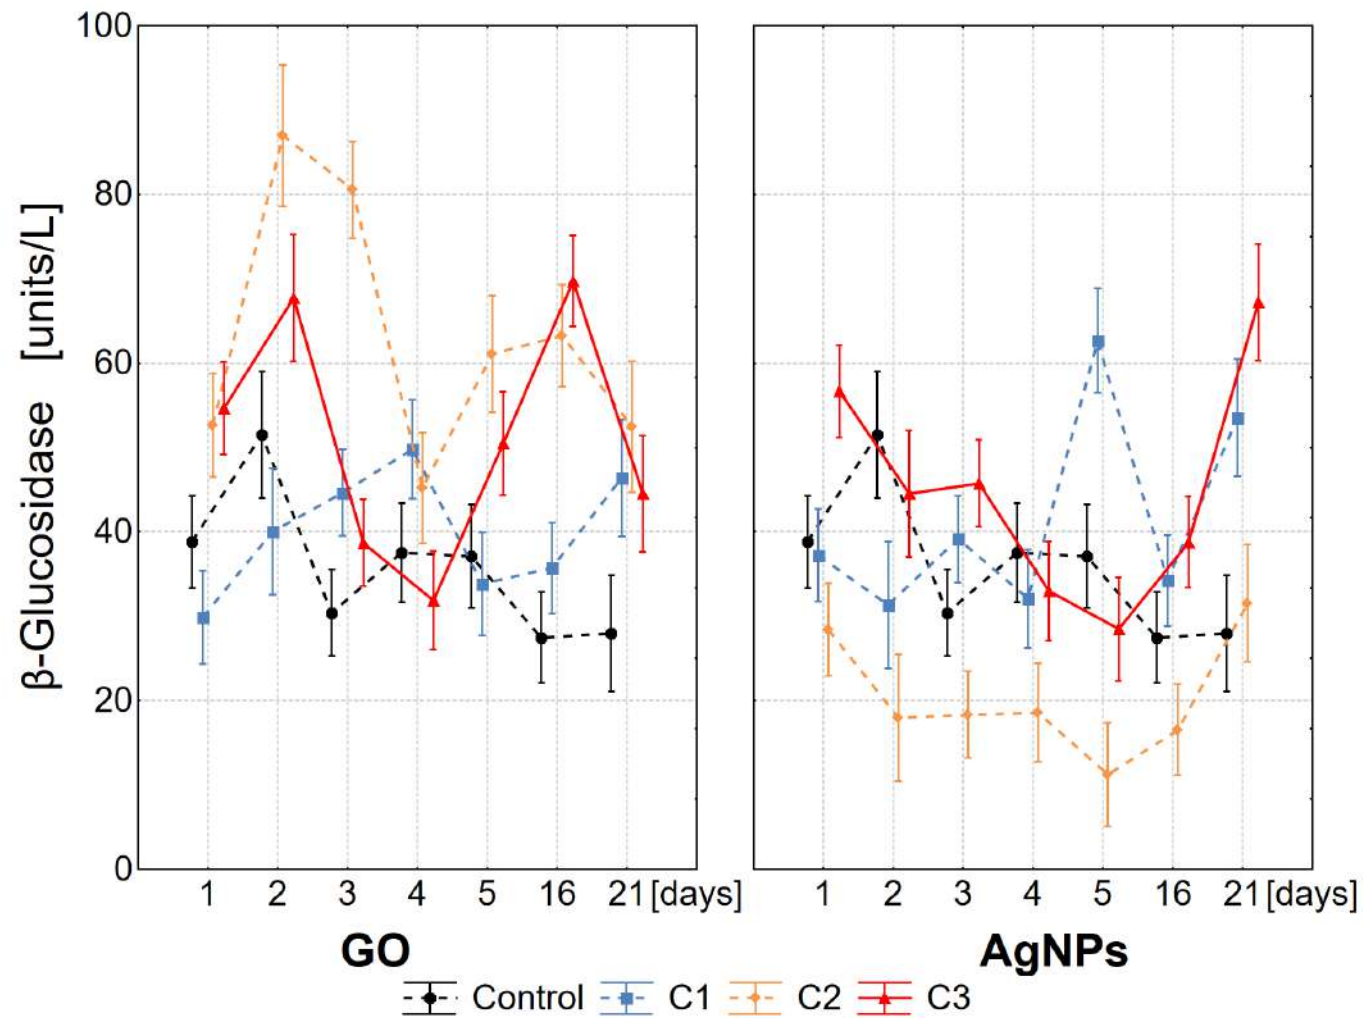 β-Glucosidase [units/L]
100
80
60
40
20
0
1 2 3 4 5 16 21 [days]
1 2 3 4 5 16 21 [days]
GO
AgNPs
Control C1 C2 C3